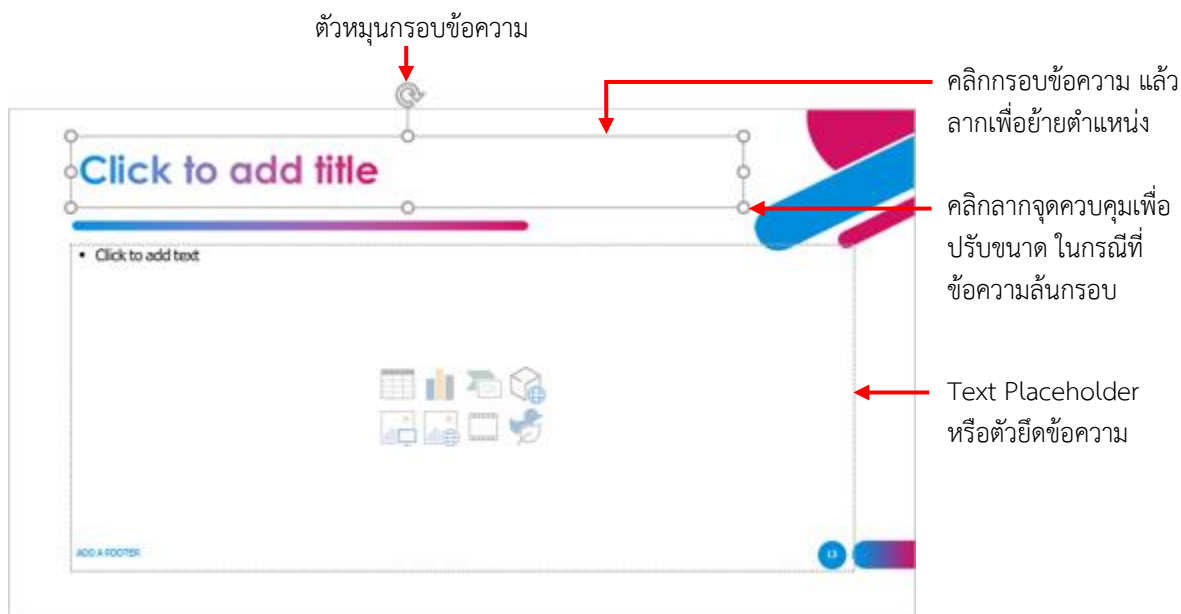 ตัวหมุนกรอบข้อความ
คลิกกรอบข้อความ แล้ว
ลากเพื่อย้ายตำแหน่ง
Click to add title
คลิกลากจุดควบคุมเพื่อ
ปรับขนาด ในกรณีที่
ข้อความล้นกรอบ
• Click to add text
Text Placeholder
หรือตัวยึดข้อความ
ADD A FOOTER
13